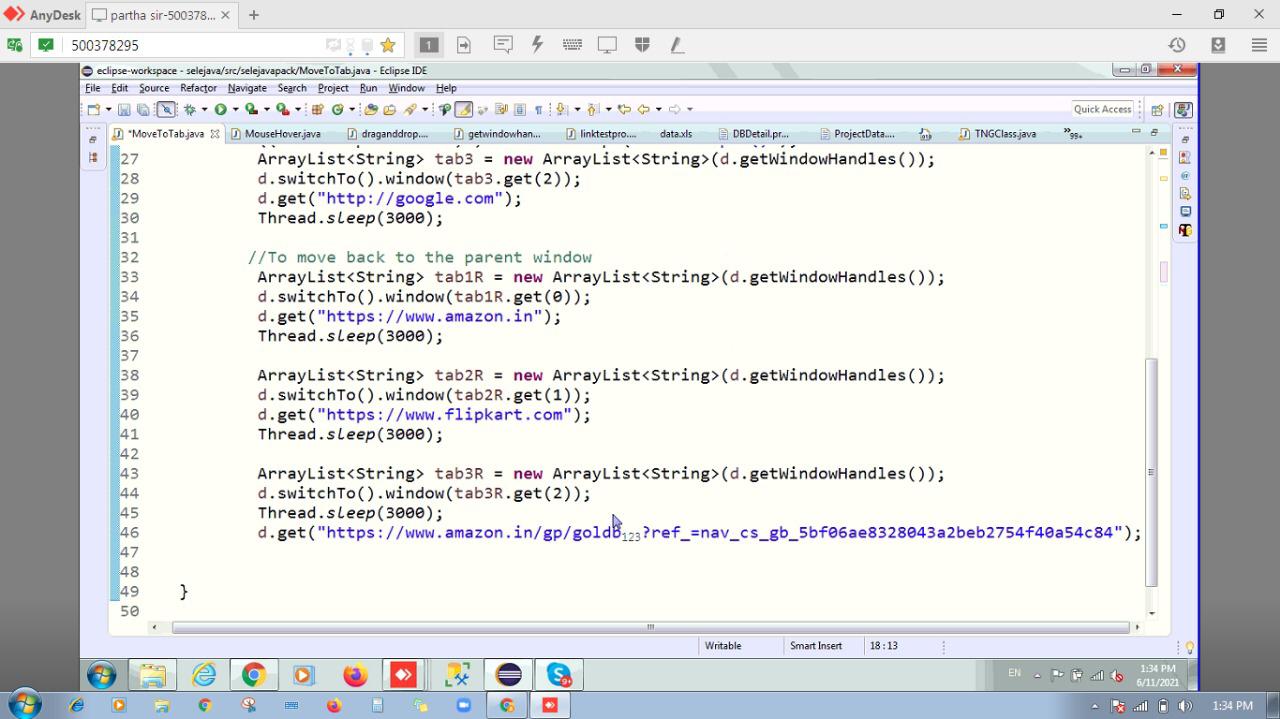 AnyDesk
partha sir-500378...
500378295
1
eclipse-workspace - selejava/src/selejavapack/MoveToTab.java - Eclipse IDE
File Edit Source Refactor Navigate Search Project Run Window Help
Quick Access
*MoveToTab.java MouseHover.java draganddrop.... getwindowhan... linktestpro... data.xls DBDetail.pr... ProjectData.... TNGClass.java »99+
27 ArrayList<String> tab3 = new ArrayList<String>(d.getWindowHandles());
28 d.switchTo().window(tab3.get(2));
29 d.get("http://google.com");
30 Thread.sleep(3000);
31
32 //To move back to the parent window
33 ArrayList<String> tab1R = new ArrayList<String>(d.getWindowHandles());
34 d.switchTo().window(tab1R.get(0));
35 d.get("https://www.amazon.in");
36 Thread.sleep(3000);
37
38 ArrayList<String> tab2R = new ArrayList<String>(d.getWindowHandles());
39 d.switchTo().window(tab2R.get(1));
40 d.get("https://www.flipkart.com");
41 Thread.sleep(3000);
42
43 ArrayList<String> tab3R = new ArrayList<String>(d.getWindowHandles());
44 d.switchTo().window(tab3R.get(2));
45 Thread.sleep(3000);
46 d.get("https://www.amazon.in/gp/goldb123?ref_=nav_cs_gb_5bf06ae8328043a2beb2754f40a54c84");
47
48
49 }
50
Writable Smart Insert 18:13
EN 1:34 PM
6/11/2021
1:34 PM